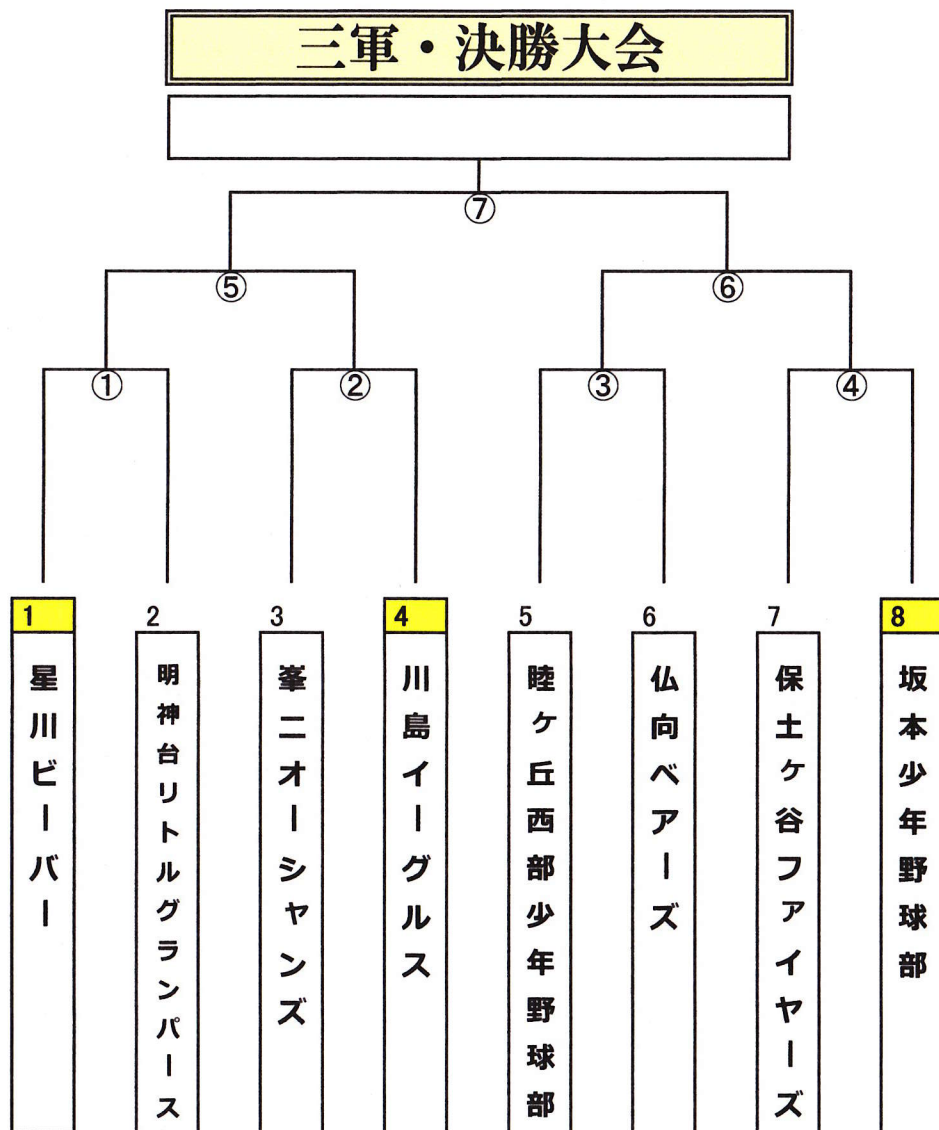 三軍・決勝大会
⑦
⑤
⑥
①
②
③
④
1
2
3
4
5
6
7
8
星川ビーバー
明神台リトルグランパース
峯二オーシャンズ
川島イーグルス
睦ケ丘西部少年野球部
仏向ベアーズ
保土ケ谷ファイヤーズ
坂本少年野球部